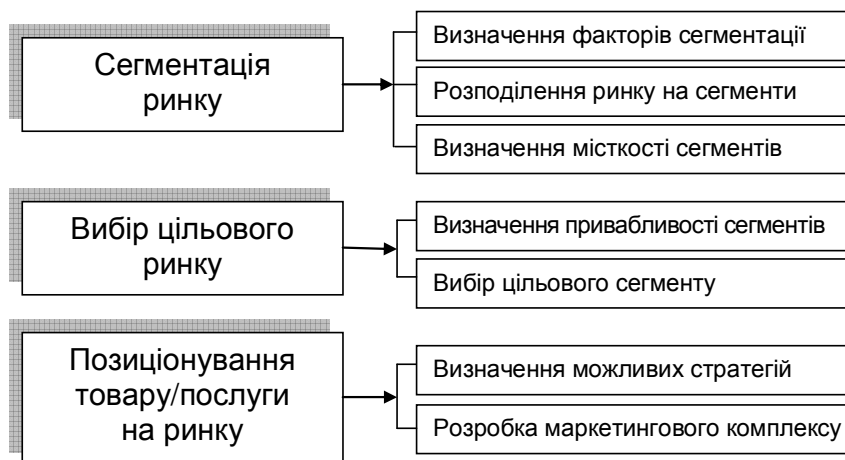 Сегментація
ринку
Визначення факторів сегментації
Розподілення ринку на сегменти
Визначення місткості сегментів
Вибір цільового
ринку
Визначення привабливості сегментів
Вибір цільового сегменту
Позиціонування
товару/послуги
на ринку
Визначення можливих стратегій
Розробка маркетингового комплексу